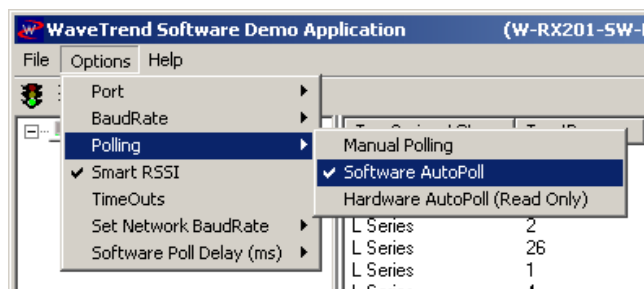 WaveTrend Software Demo Application (W-RX201-SW-
File Options Help
Port
BaudRate
Polling
Manual Polling
Smart RSSI
Software AutoPoll
TimeOuts
Hardware AutoPoll (Read Only)
Set Network BaudRate
L Series 2
Software Poll Delay (ms)
L Series 26
L Series 1